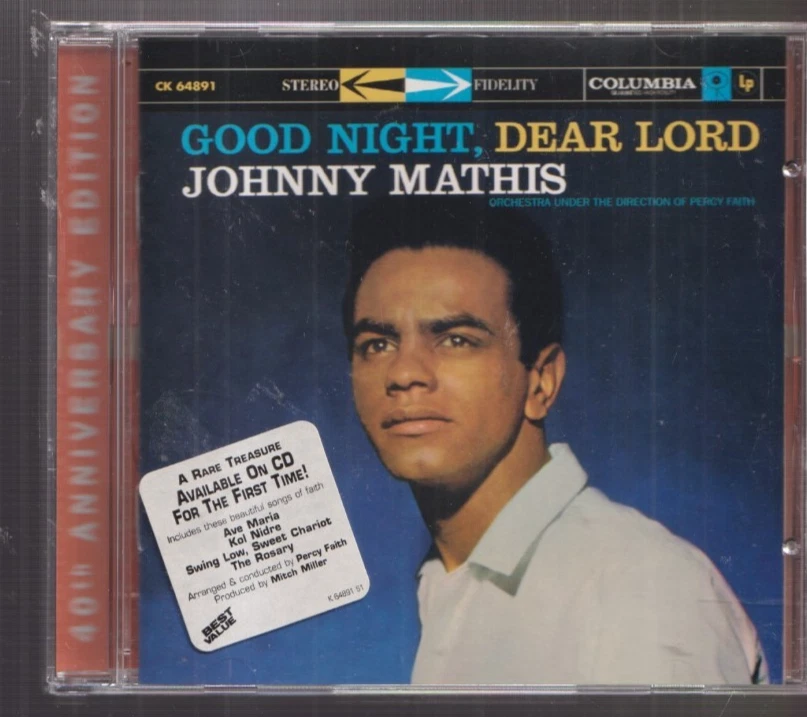 40th ANNIVERSARY EDITION
CK 64891
STEREO FIDELITY
COLUMBIA
Lp
GOOD NIGHT, DEAR LORD
JOHNNY MATHIS
ORCHESTRA UNDER THE DIRECTION OF PERCY FAITH
A RARE TREASURE
AVAILABLE ON CD
FOR THE FIRST TIME!
Includes these beautiful songs of faith
Ave Maria
Kol Nidre
Swing Low, Sweet Chariot
The Rosary
Arranged & conducted by Percy Faith
Produced by Mitch Miller
K 64891 S1
BEST
VALUE